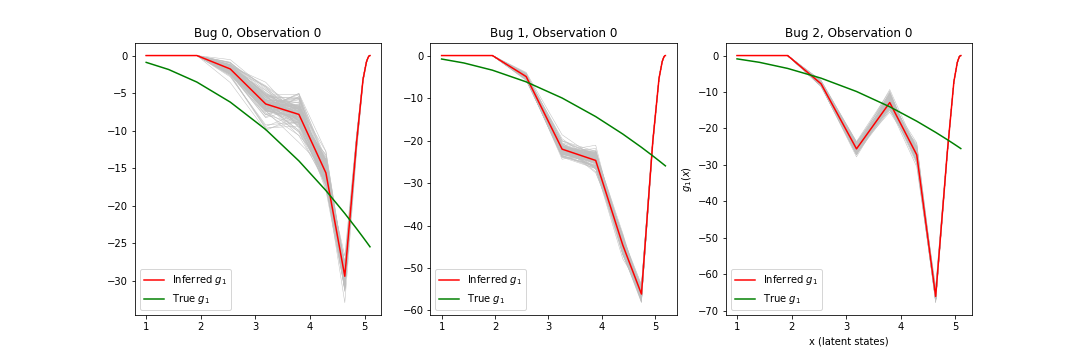 Bug 0, Observation 0
0
−5
−10
−15
−20
−25
−30
1 2 3 4 5
Inferred g₁
True g₁
Bug 1, Observation 0
0
−10
−20
−30
−40
−50
−60
1 2 3 4 5
Inferred g₁
True g₁
Bug 2, Observation 0
g₁(x)
0
−10
−20
−30
−40
−50
−60
−70
1 2 3 4 5
x (latent states)
Inferred g₁
True g₁